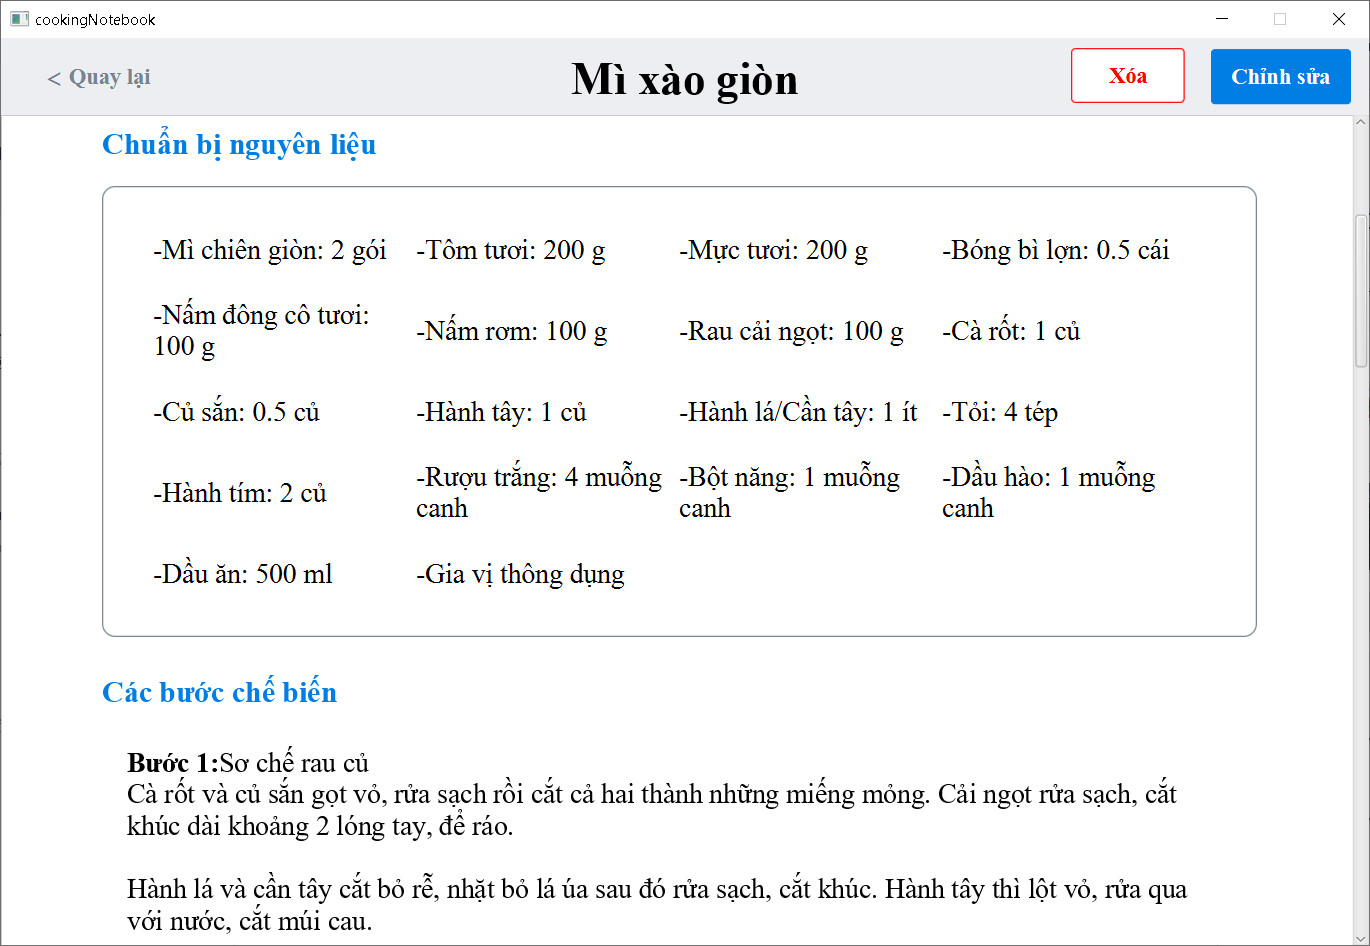 cookingNotebook
< Quay lại
Mì xào giòn
Xóa
Chỉnh sửa
Chuẩn bị nguyên liệu
-Mì chiên giòn: 2 gói
-Tôm tươi: 200 g
-Mực tươi: 200 g
-Bóng bì lợn: 0.5 cái
-Nấm đông cô tươi:
100 g
-Nấm rơm: 100 g
-Rau cải ngọt: 100 g
-Cà rốt: 1 củ
-Củ sắn: 0.5 củ
-Hành tây: 1 củ
-Hành lá/Cần tây: 1 ít
-Tỏi: 4 tép
-Hành tím: 2 củ
-Rượu trắng: 4 muỗng
canh
-Bột năng: 1 muỗng
canh
-Dầu hào: 1 muỗng
canh
-Dầu ăn: 500 ml
-Gia vị thông dụng
Các bước chế biến
Bước 1:Sơ chế rau củ
Cà rốt và củ sắn gọt vỏ, rửa sạch rồi cắt cả hai thành những miếng mỏng. Cải ngọt rửa sạch, cắt
khúc dài khoảng 2 lóng tay, để ráo.
Hành lá và cần tây cắt bỏ rễ, nhặt bỏ lá úa sau đó rửa sạch, cắt khúc. Hành tây thì lột vỏ, rửa qua
với nước, cắt múi cau.